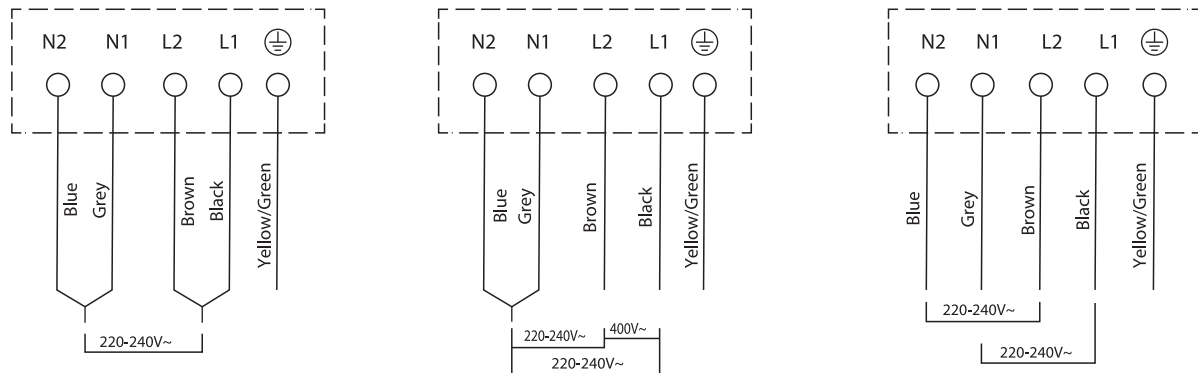 N2 N1 L2 L1
Blue
Grey
Brown
Black
Yellow/Green
220-240V~
N2 N1 L2 L1
Blue
Grey
Brown
Black
Yellow/Green
220-240V~
400V~
220-240V~
N2 N1 L2 L1
Blue
Grey
Brown
Black
Yellow/Green
220-240V~
220-240V~